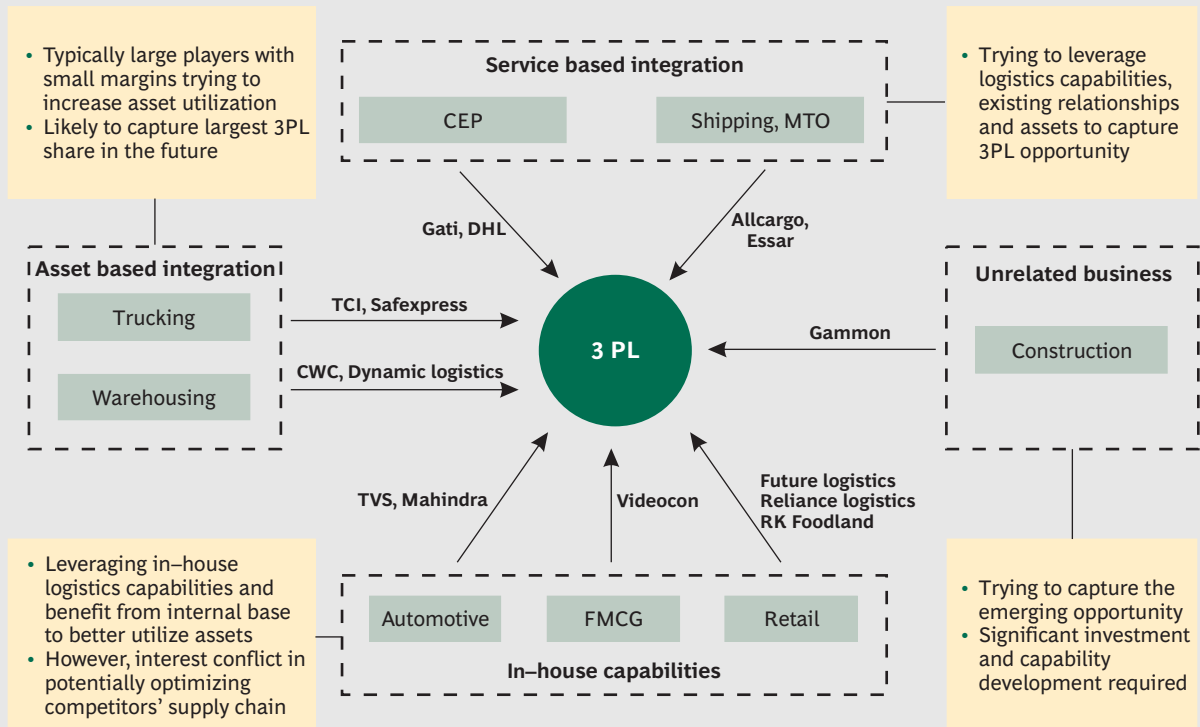 • Typically large players with
small margins trying to
increase asset utilization
• Likely to capture largest 3PL
share in the future
Service based integration
CEP
Shipping, MTO
• Trying to leverage
logistics capabilities,
existing relationships
and assets to capture
3PL opportunity
Gati, DHL
Allcargo,
Essar
Asset based integration
Trucking
Warehousing
TCI, Safexpress
CWC, Dynamic logistics
3 PL
Gammon
Unrelated business
Construction
TVS, Mahindra
Videocon
Future logistics
Reliance logistics
RK Foodland
• Leveraging in–house
logistics capabilities and
benefit from internal base
to better utilize assets
• However, interest conflict in
potentially optimizing
competitors’ supply chain
Automotive
FMCG
Retail
In–house capabilities
• Trying to capture the
emerging opportunity
• Significant investment
and capability
development required